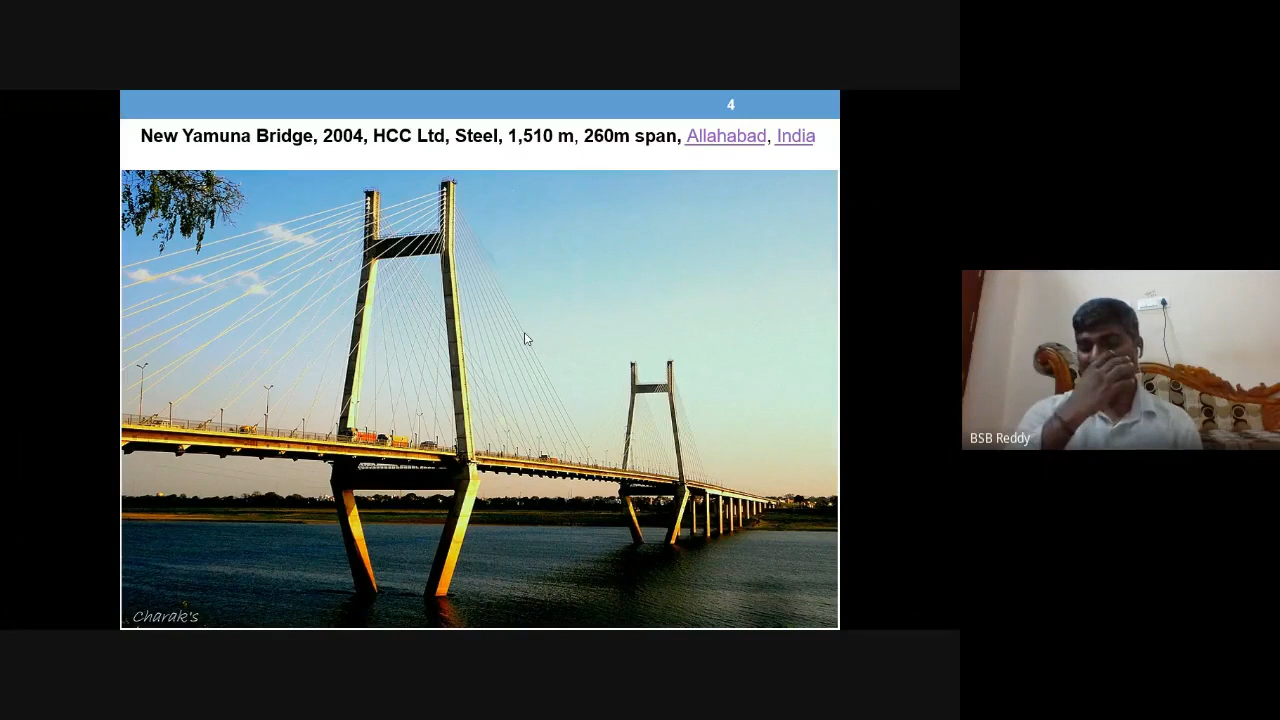 4
New Yamuna Bridge, 2004, HCC Ltd, Steel, 1,510 m, 260m span, Allahabad, India
Charak's
BSB Reddy